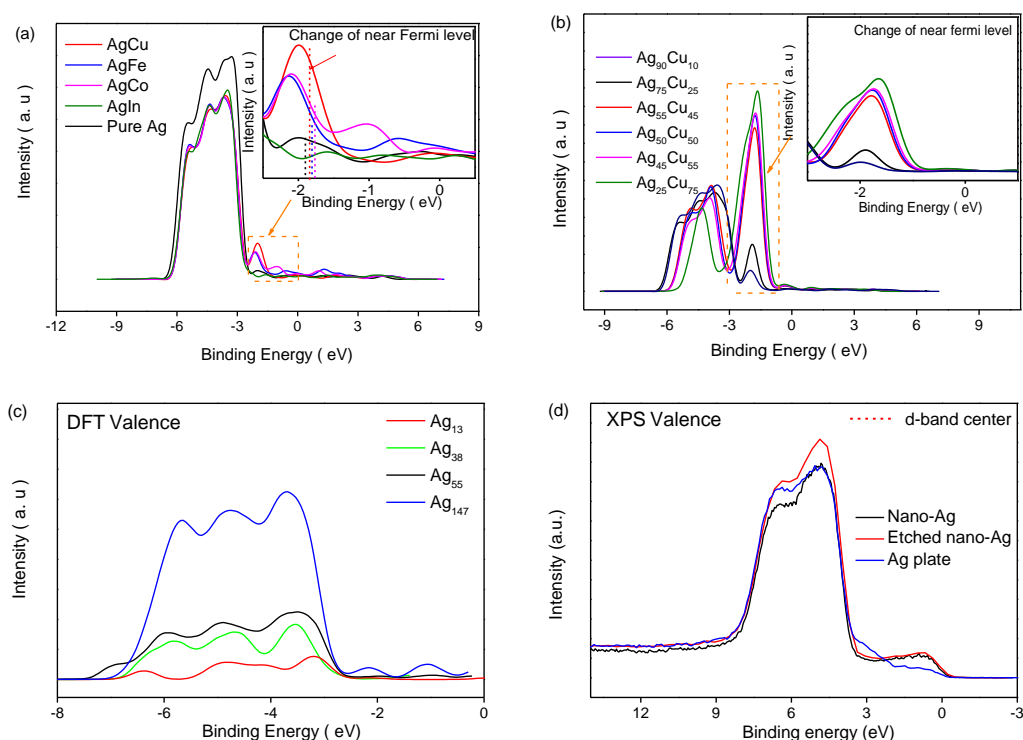 (a)
AgCu
AgFe
AgCo
AgIn
Pure Ag
Change of near Fermi level
Intensity (a. u )
-2 -1 0
Binding Energy ( eV)
Intensity ( a. u )
-12 -9 -6 -3 0 3 6 9
Binding Energy ( eV)
(b)
Ag90Cu10
Ag75Cu25
Ag55Cu45
Ag50Cu50
Ag45Cu55
Ag25Cu75
Change of near Fermi level
Intensity ( a. u )
-2 0
Binding Energy ( eV)
Intensity (a. u )
-9 -6 -3 0 3 6 9
Binding Energy ( eV)
(c)
DFT Valence
Ag13
Ag38
Ag55
Ag147
Intensity ( a. u )
-8 -6 -4 -2 0
Binding Energy ( eV)
(d)
XPS Valence
d-band center
Nano-Ag
Etched nano-Ag
Ag plate
Intensity (a.u.)
12 9 6 3 0 -3
Binding energy (eV)